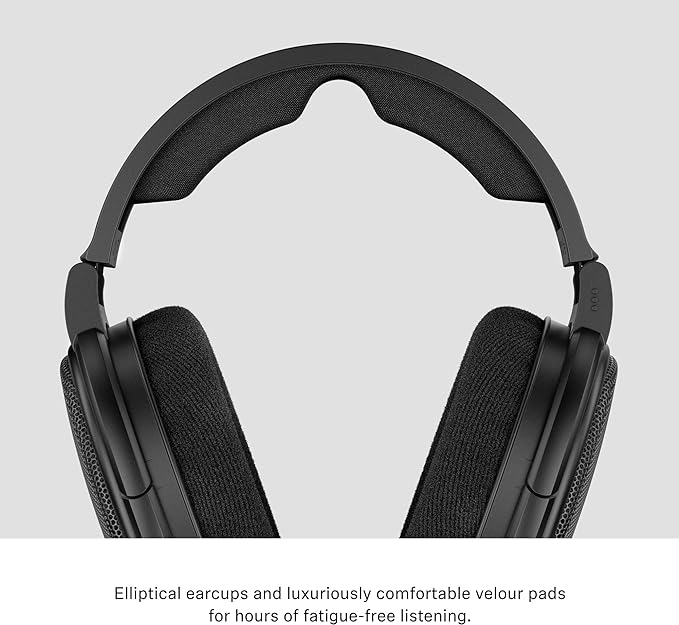 Elliptical earcups and luxuriously comfortable velour pads
for hours of fatigue-free listening.